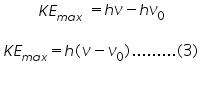 KE_max = hv − hv_0
KE_max = h(v − v_0).........(3)